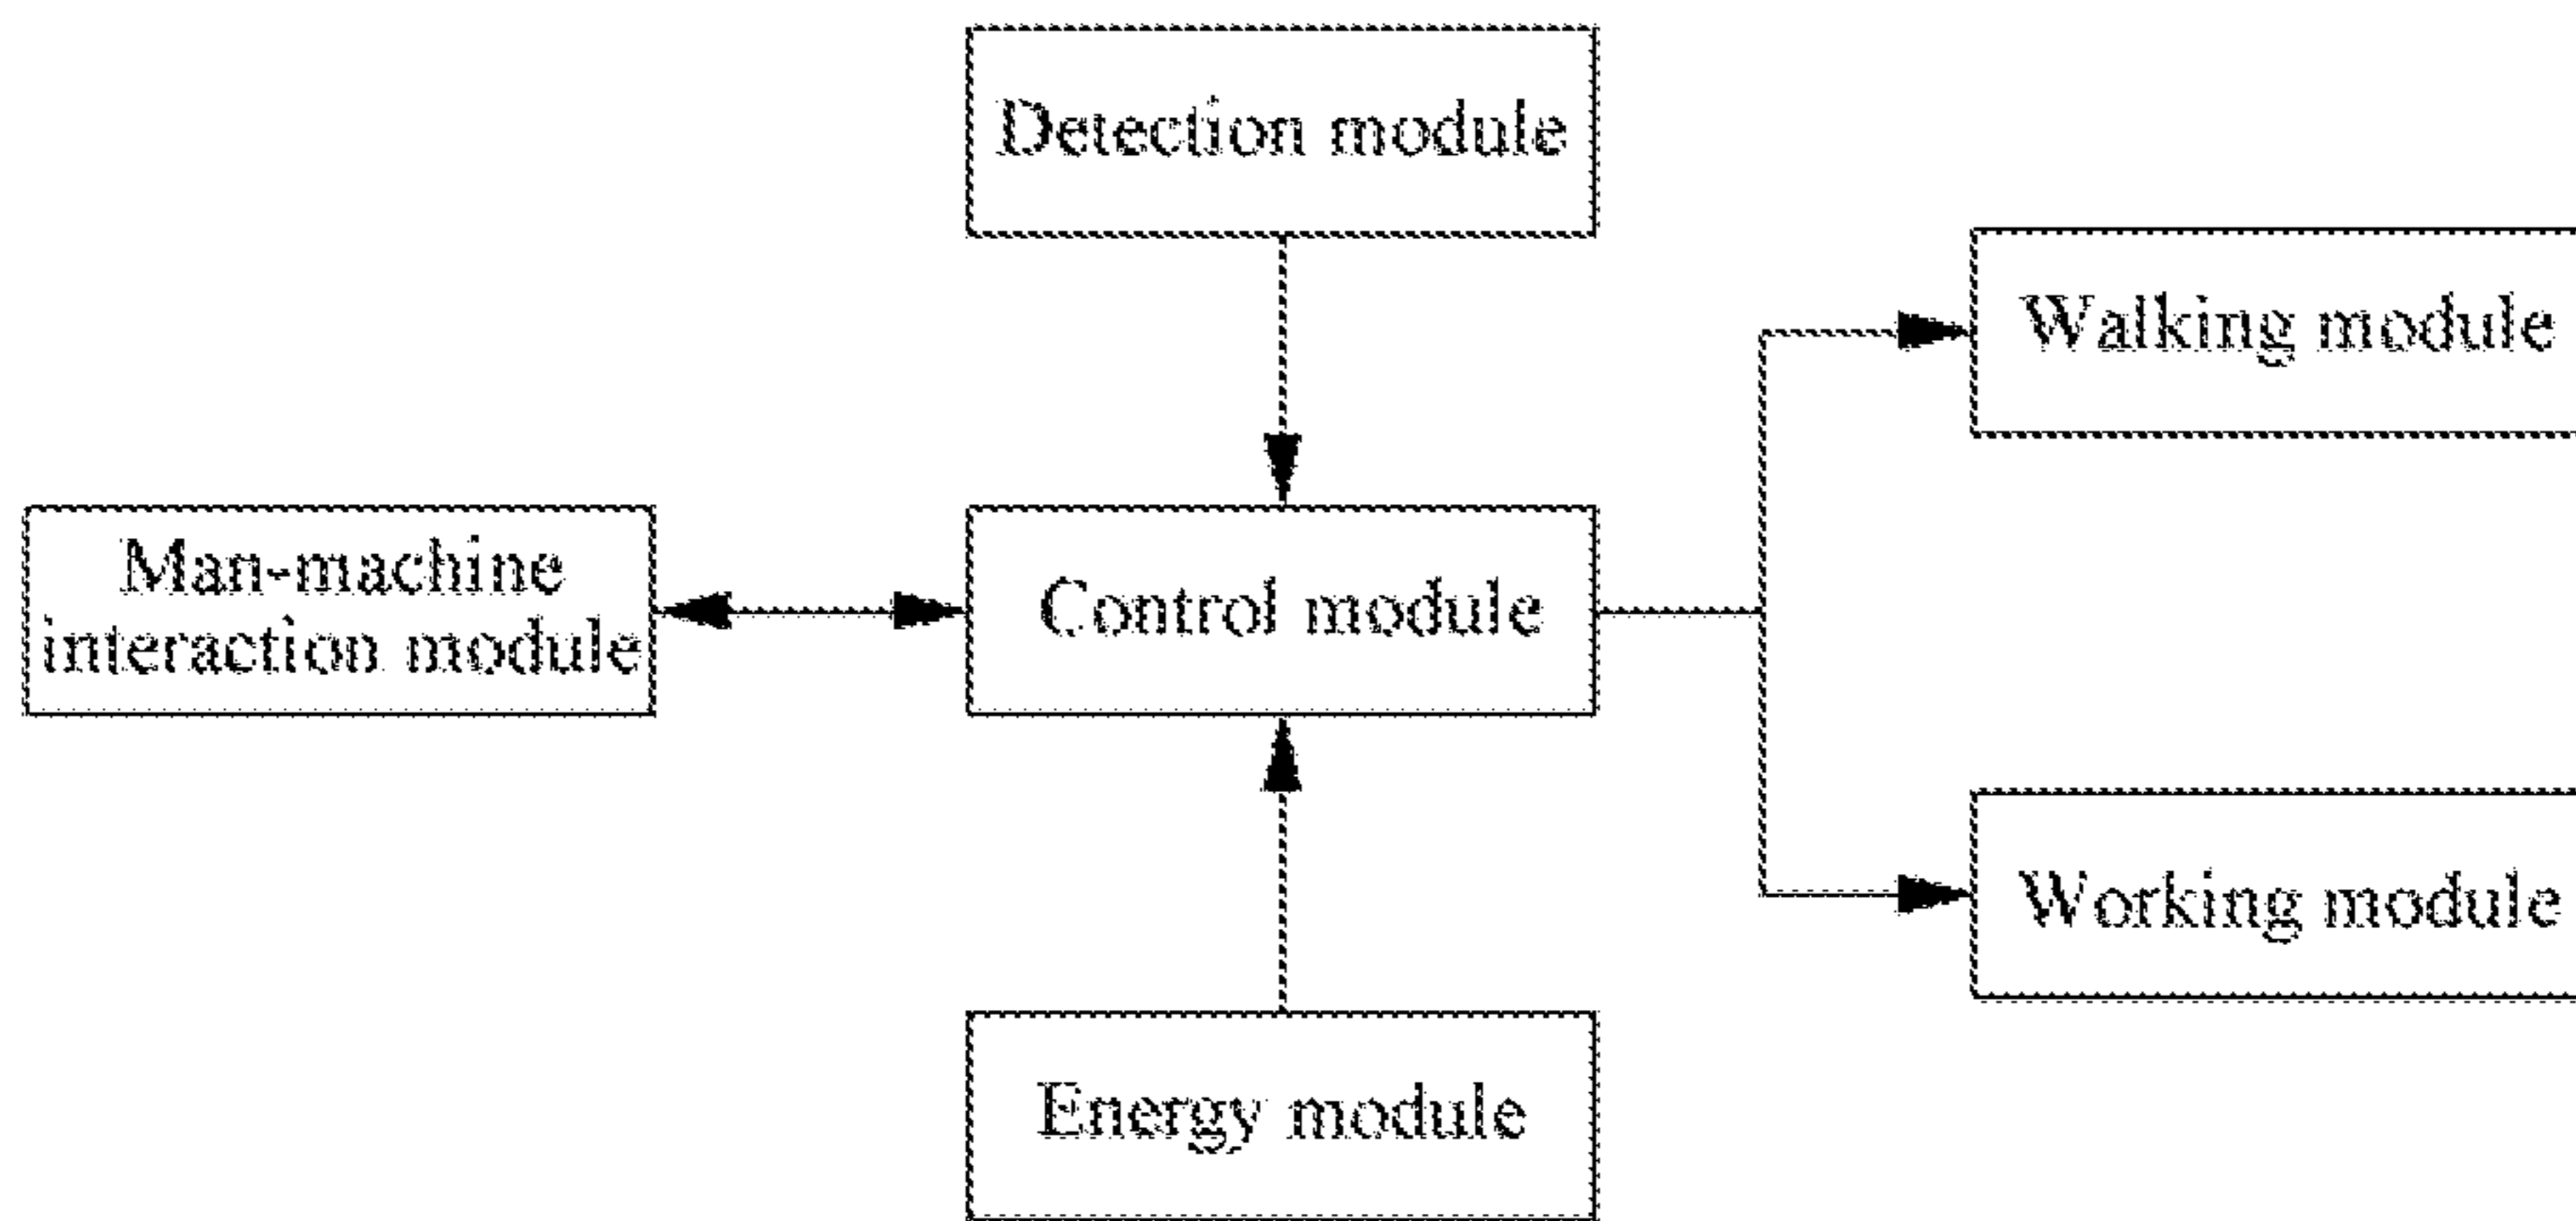 Detection module
Walking module
Man-machine
interaction module
Control module
Working module
Energy module